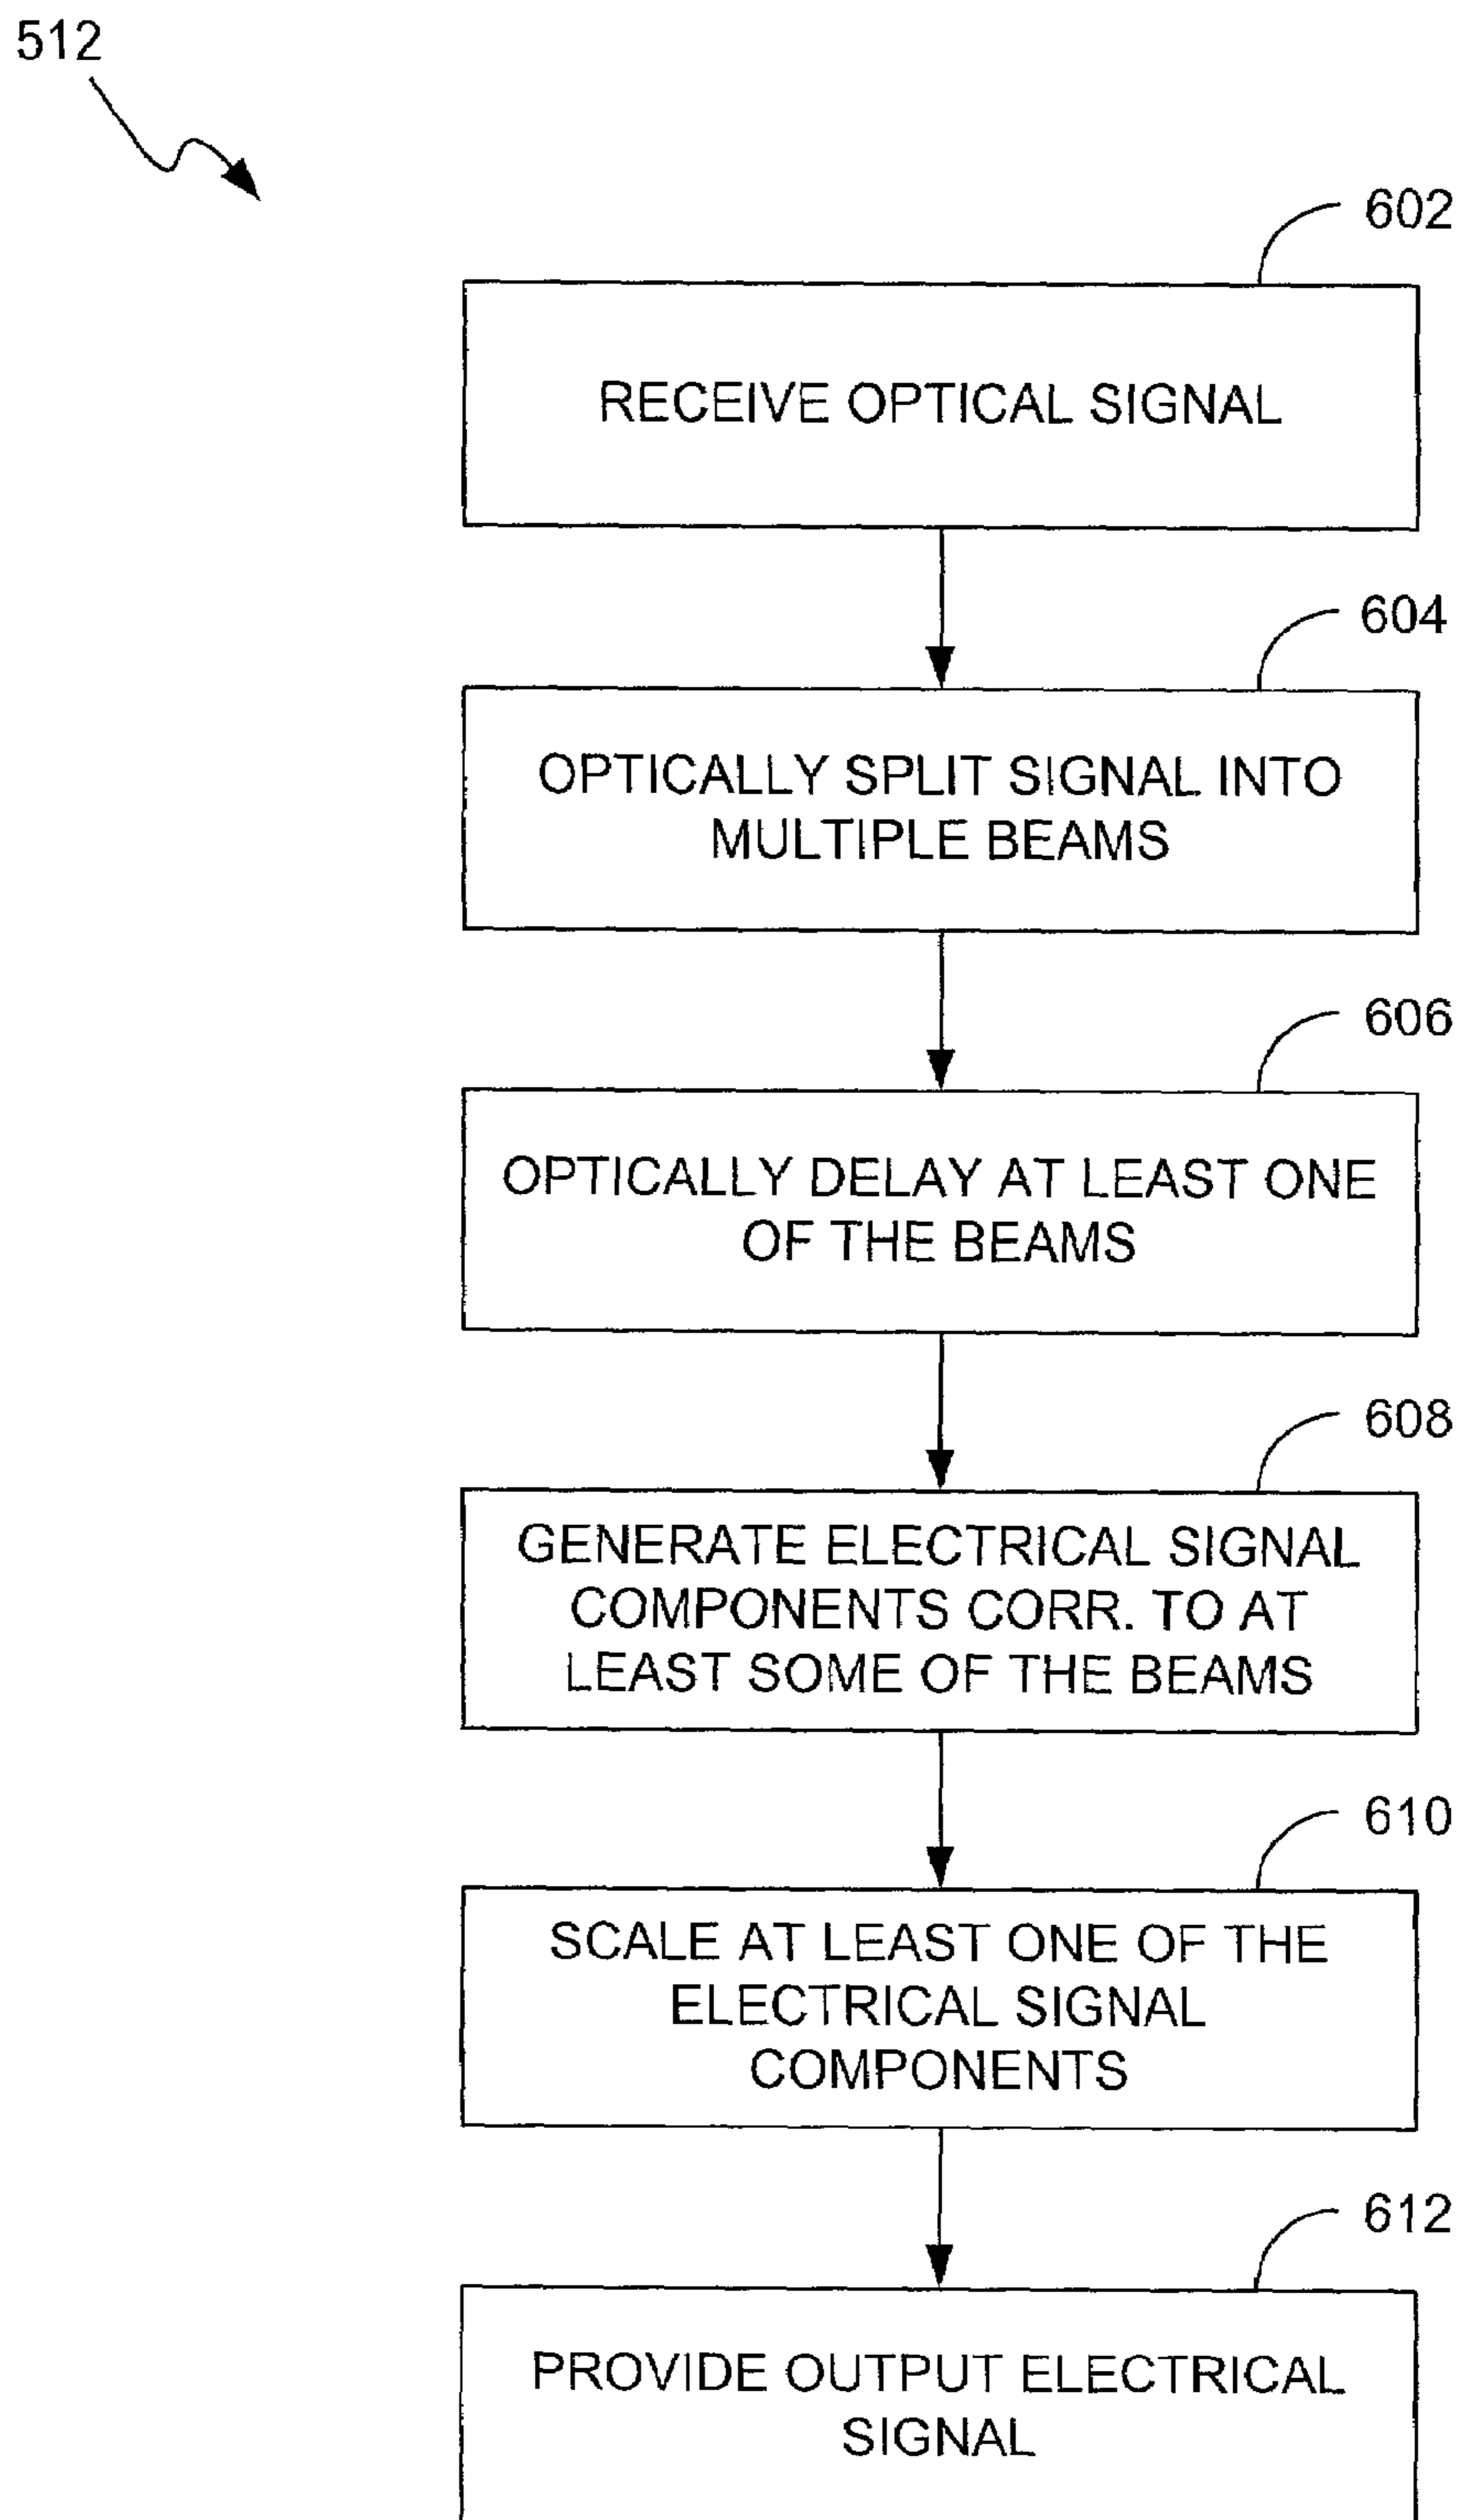 512
602
RECEIVE OPTICAL SIGNAL
604
OPTICALLY SPLIT SIGNAL INTO
MULTIPLE BEAMS
606
OPTICALLY DELAY AT LEAST ONE
OF THE BEAMS
608
GENERATE ELECTRICAL SIGNAL
COMPONENTS CORR. TO AT
LEAST SOME OF THE BEAMS
610
SCALE AT LEAST ONE OF THE
ELECTRICAL SIGNAL
COMPONENTS
612
PROVIDE OUTPUT ELECTRICAL
SIGNAL